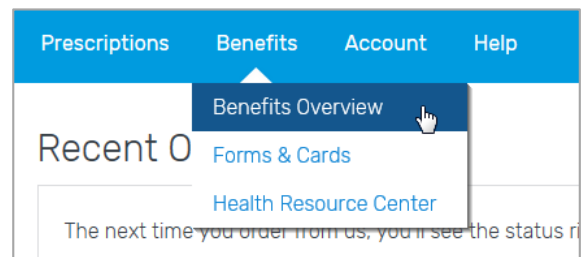 Prescriptions Benefits Account Help
Benefits Overview
Recent O
Forms & Cards
Health Resource Center
The next time you order from us, you'll see the status ri